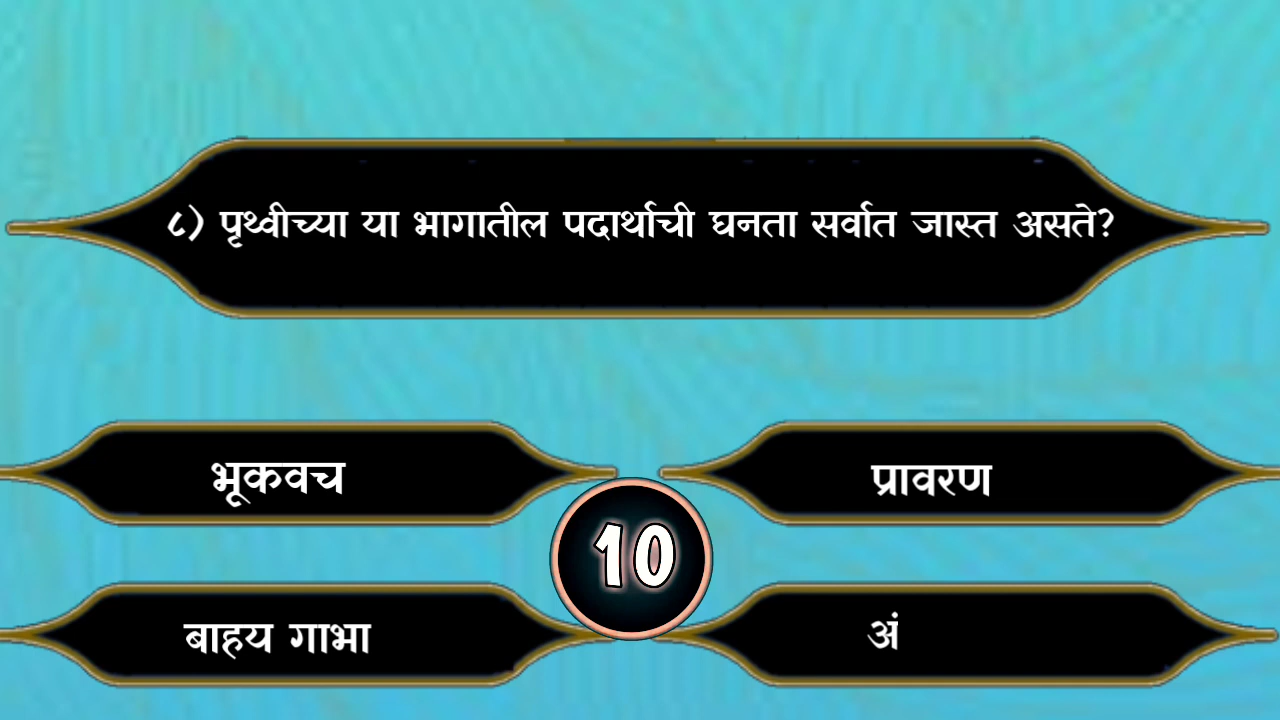 ८) पृथ्वीच्या या भागातील पदार्थाची घनता सर्वात जास्त असते?
भूकवच
प्रावरण
10
बाहय गाभा
अं